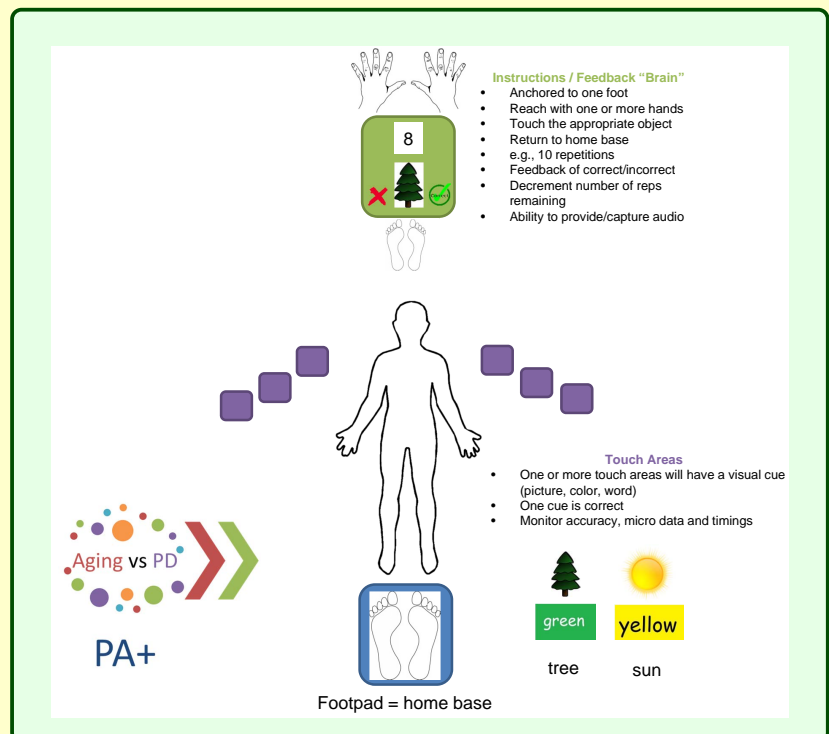 Instructions / Feedback “Brain”
• Anchored to one foot
• Reach with one or more hands
• Touch the appropriate object
• Return to home base
• e.g., 10 repetitions
• Feedback of correct/incorrect
• Decrement number of reps
remaining
• Ability to provide/capture audio
8
Touch Areas
• One or more touch areas will have a visual cue
(picture, color, word)
• One cue is correct
• Monitor accuracy, micro data and timings
Aging vs PD
PA+
green
yellow
tree
sun
Footpad = home base